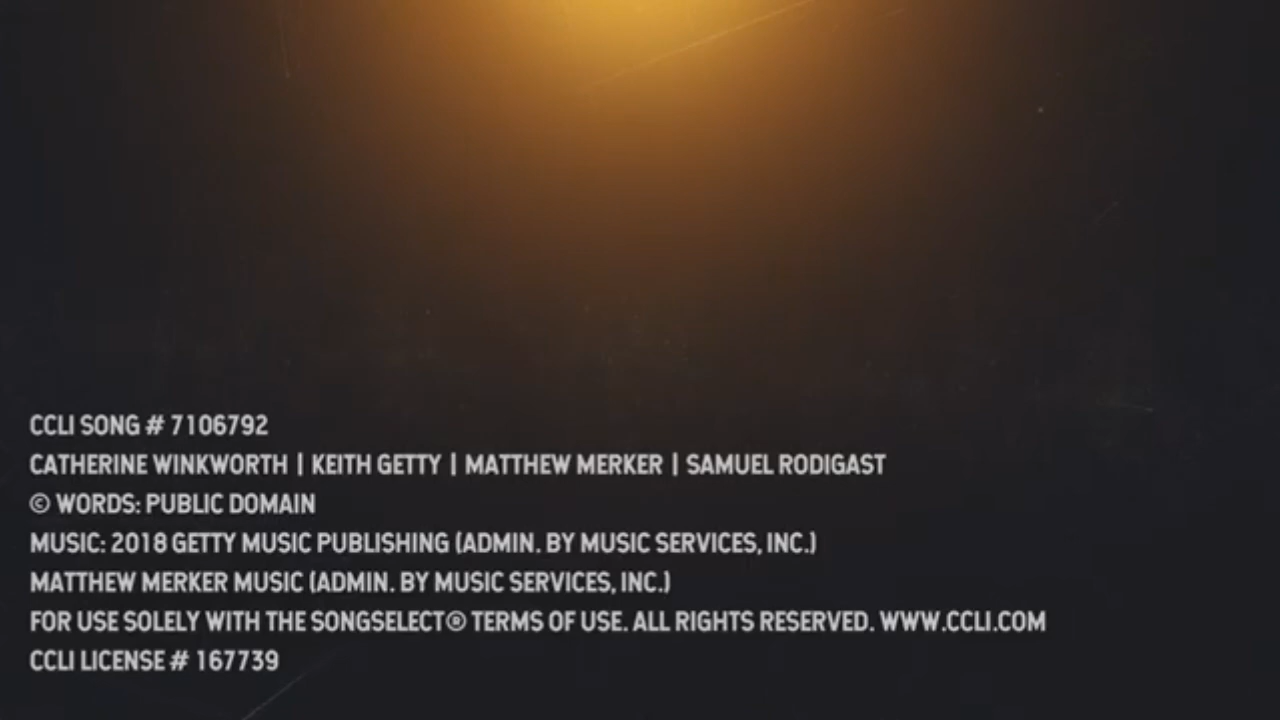 CCLI SONG # 7106792
CATHERINE WINKWORTH | KEITH GETTY | MATTHEW MERKER | SAMUEL RODIGAST
© WORDS: PUBLIC DOMAIN
MUSIC: 2018 GETTY MUSIC PUBLISHING (ADMIN. BY MUSIC SERVICES, INC.)
MATTHEW MERKER MUSIC (ADMIN. BY MUSIC SERVICES, INC.)
FOR USE SOLELY WITH THE SONGSELECT® TERMS OF USE. ALL RIGHTS RESERVED. WWW.CCLI.COM
CCLI LICENSE # 167739